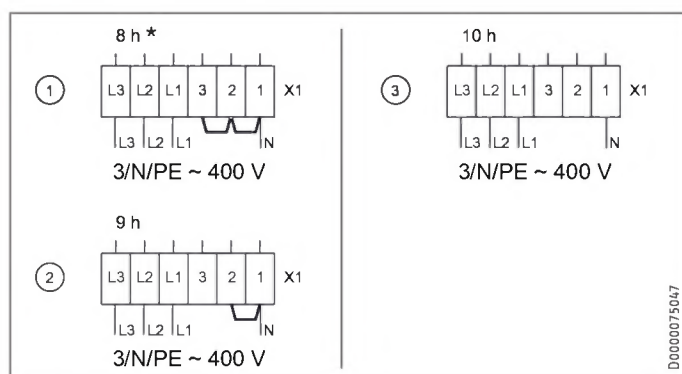 8 h *
1
L3 L2 L1 3 2 1 X1
L3 L2 L1 N
3/N/PE ~ 400 V
9 h
2
L3 L2 L1 3 2 1 X1
L3 L2 L1 N
3/N/PE ~ 400 V
10 h
3
L3 L2 L1 3 2 1 X1
L3 L2 L1 N
3/N/PE ~ 400 V
D0000075047